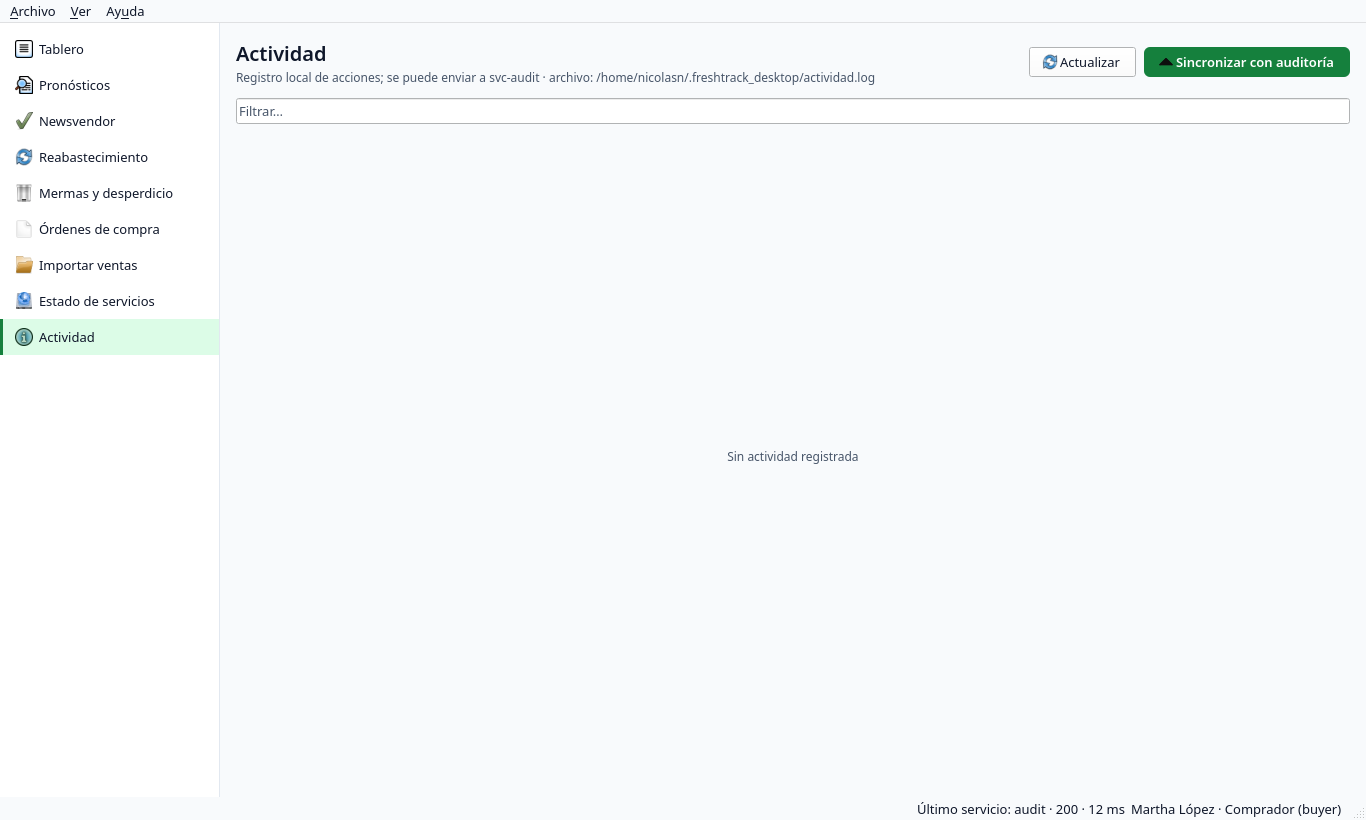 Archivo Ver Ayuda
Tablero
Pronósticos
Newsvendor
Reabastecimiento
Mermas y desperdicio
Órdenes de compra
Importar ventas
Estado de servicios
Actividad
Actividad
Registro local de acciones; se puede enviar a svc-audit · archivo: /home/nicolasn/.freshtrack_desktop/actividad.log
Actualizar
Sincronizar con auditoría
Filtrar...
Sin actividad registrada
Último servicio: audit · 200 · 12 ms Martha López · Comprador (buyer)